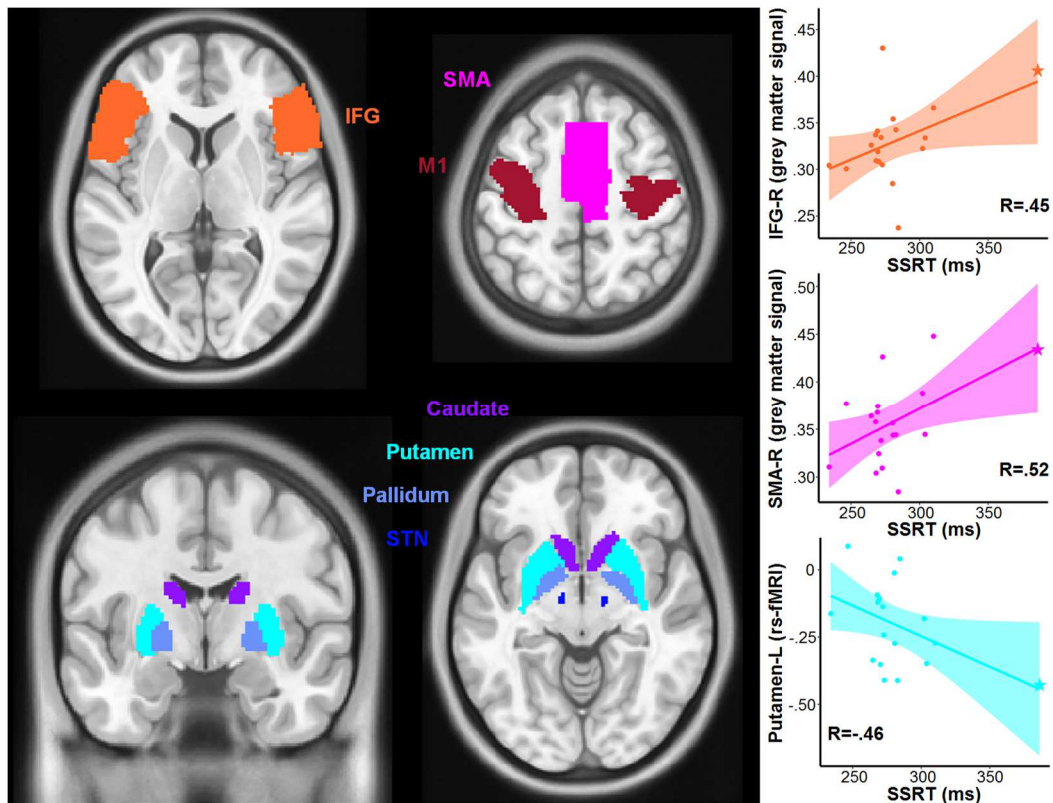 IFG
SMA
M1
Caudate
Putamen
Pallidum
STN
IFG-R (grey matter signal)
.45
.40
.35
.30
.25
R=.45
250
300
350
SSRT (ms)
SMA-R (grey matter signal)
.50
.45
.40
.35
.30
R=.52
250
300
350
SSRT (ms)
Putamen-L (rs-fMRI)
0
-.25
-.50
R=-.46
250
300
350
SSRT (ms)